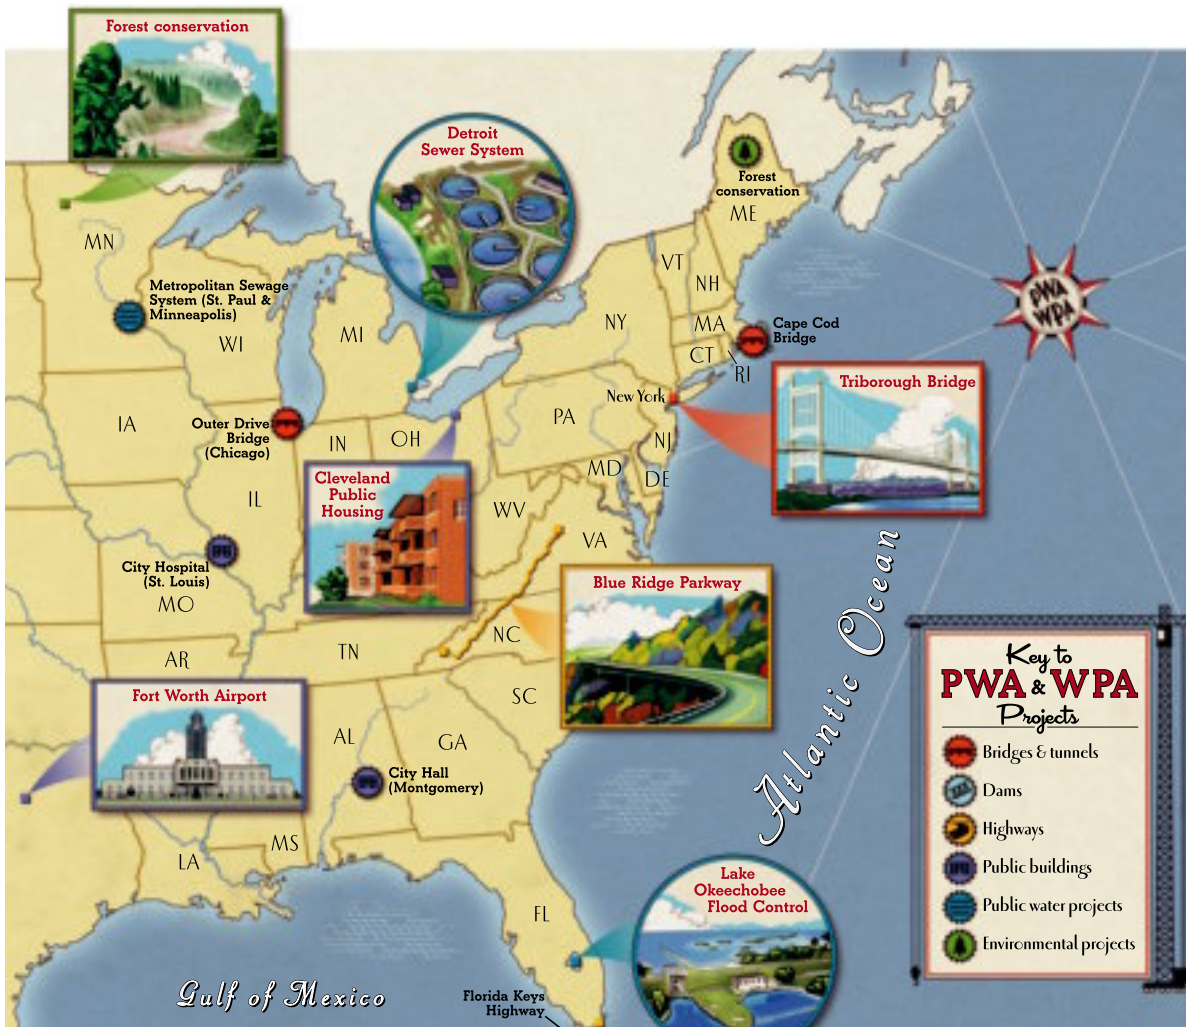 Forest conservation
Detroit
Sewer System
Forest
conservation
ME
MN
VT
NH
Metropolitan Sewage
System (St. Paul &
Minneapolis)
WI
MI
NY
MA
CT
RI
Cape Cod
Bridge
PWA
WPA
New York
Triborough Bridge
IA
Outer Drive
Bridge
(Chicago)
IN
OH
PA
NJ
MD
DE
IL
Cleveland
Public
Housing
WV
VA
City Hospital
(St. Louis)
MO
Blue Ridge Parkway
NC
TN
AR
SC
Fort Worth Airport
AL
GA
City Hall
(Montgomery)
MS
LA
FL
Atlantic Ocean
Lake
Okeechobee
Flood Control
Gulf of Mexico
Florida Keys
Highway
Key to
PWA & WPA
Projects
Bridges & tunnels
Dams
Highways
Public buildings
Public water projects
Environmental projects